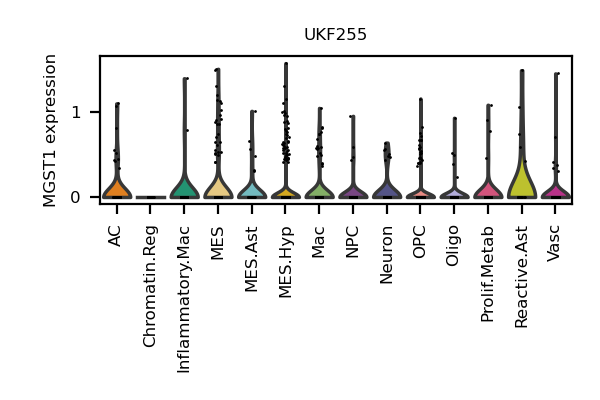 UKF255
MGST1 expression
1
0
AC
Chromatin.Reg
Inflammatory.Mac
MES
MES.Ast
MES.Hyp
Mac
NPC
Neuron
OPC
Oligo
Prolif.Metab
Reactive.Ast
Vasc